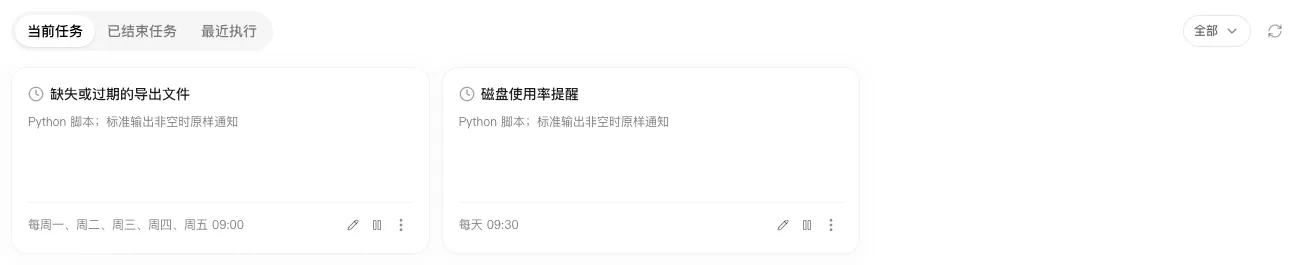 当前任务 已结束任务 最近执行 全部
缺失或过期的导出文件
Python 脚本；标准输出非空时原样通知
每周一、周二、周三、周四、周五 09:00
磁盘使用率提醒
Python 脚本；标准输出非空时原样通知
每天 09:30